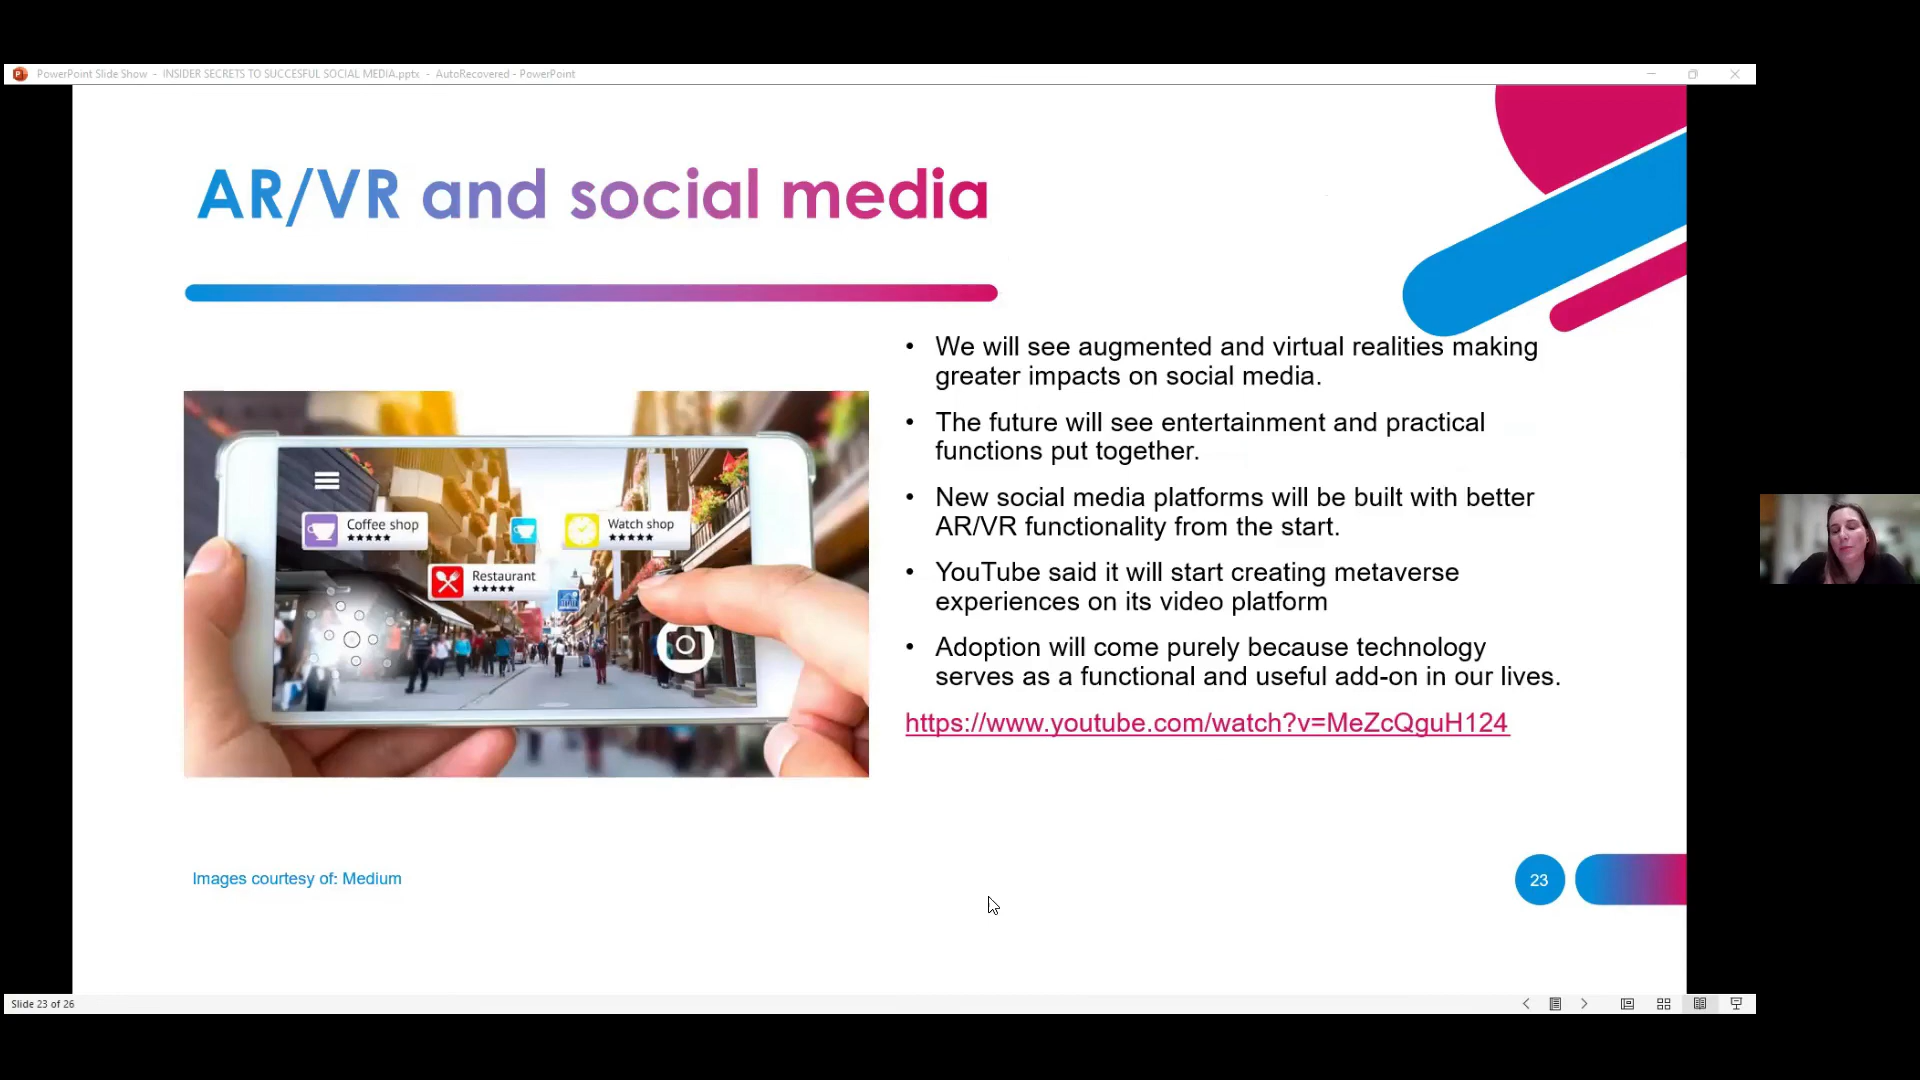 PowerPoint Slide Show - INSIDER SECRETS TO SUCCESFUL SOCIAL MEDIA.pptx - AutoRecovered - PowerPoint
AR/VR and social media
• We will see augmented and virtual realities making
greater impacts on social media.
• The future will see entertainment and practical
functions put together.
• New social media platforms will be built with better
AR/VR functionality from the start.
• YouTube said it will start creating metaverse
experiences on its video platform
• Adoption will come purely because technology
serves as a functional and useful add-on in our lives.
https://www.youtube.com/watch?v=MeZcQguH124
Coffee shop
★★★★★
Watch shop
★★★★★
Restaurant
★★★★★
Images courtesy of: Medium
23
Slide 23 of 26